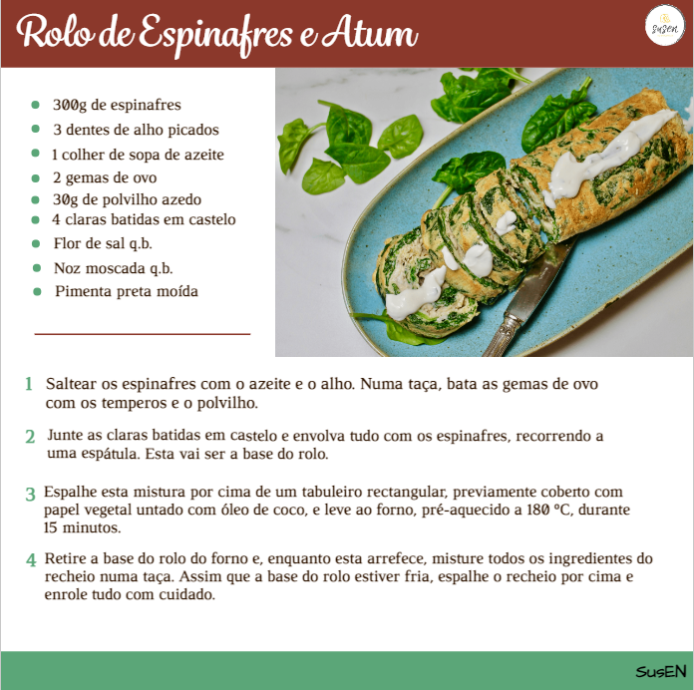 Rolo de Espinafres e Atum
SUSEN
300g de espinafres
3 dentes de alho picados
1 colher de sopa de azeite
2 gemas de ovo
30g de polvilho azedo
4 claras batidas em castelo
Flor de sal q.b.
Noz moscada q.b.
Pimenta preta moída
1 Saltear os espinafres com o azeite e o alho. Numa taça, bata as gemas de ovo
com os temperos e o polvilho.
2 Junte as claras batidas em castelo e envolva tudo com os espinafres, recorrendo a
uma espátula. Esta vai ser a base do rolo.
3 Espalhe esta mistura por cima de um tabuleiro rectangular, previamente coberto com
papel vegetal untado com óleo de coco, e leve ao forno, pré-aquecido a 180 ºC, durante
15 minutos.
4 Retire a base do rolo do forno e, enquanto esta arrefece, misture todos os ingredientes do
recheio numa taça. Assim que a base do rolo estiver fria, espalhe o recheio por cima e
enrole tudo com cuidado.
SusEN